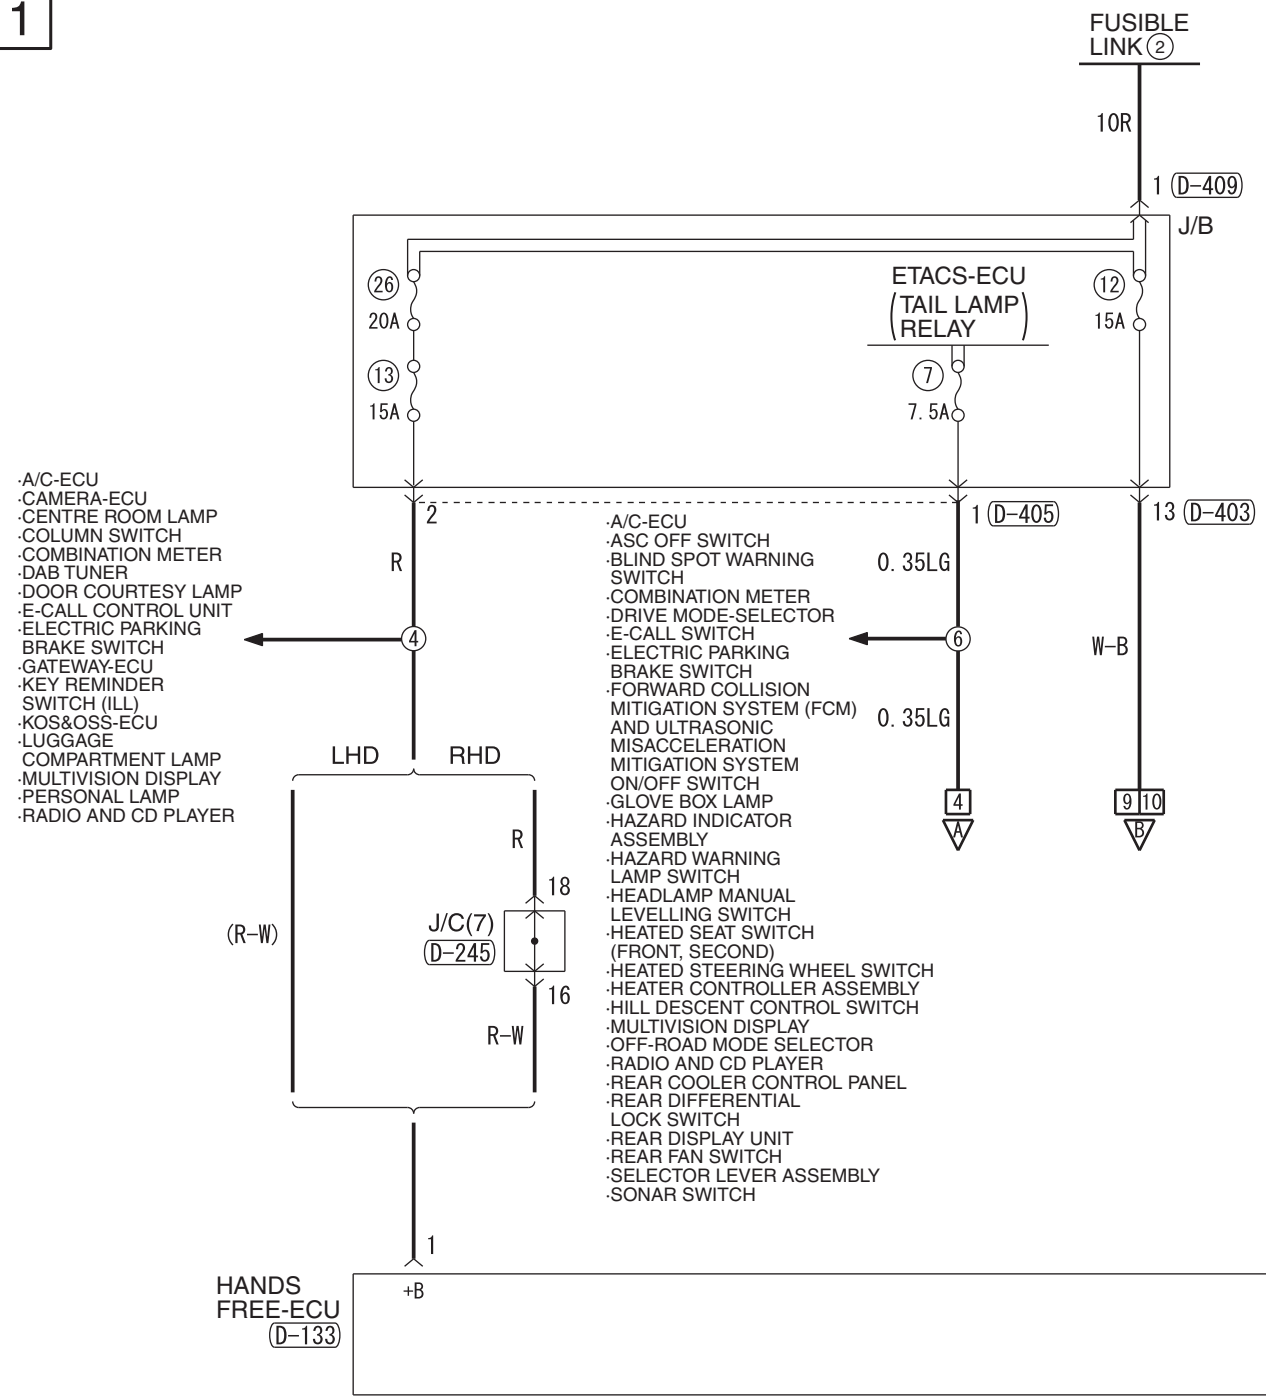 1
FUSIBLE
LINK 2
10R
1 D-409
J/B
26
20A
13
15A
ETACS-ECU
(TAIL LAMP
RELAY)
7
7.5A
12
15A
2
1 D-405
13 D-403
·A/C-ECU
·CAMERA-ECU
·CENTRE ROOM LAMP
·COLUMN SWITCH
·COMBINATION METER
·DAB TUNER
·DOOR COURTESY LAMP
·E-CALL CONTROL UNIT
·ELECTRIC PARKING
BRAKE SWITCH
·GATEWAY-ECU
·KEY REMINDER
SWITCH (ILL)
·KOS&OSS-ECU
·LUGGAGE
COMPARTMENT LAMP
·MULTIVISION DISPLAY
·PERSONAL LAMP
·RADIO AND CD PLAYER
R
4
·A/C-ECU
·ASC OFF SWITCH
·BLIND SPOT WARNING
SWITCH
·COMBINATION METER
·DRIVE MODE-SELECTOR
·E-CALL SWITCH
·ELECTRIC PARKING
BRAKE SWITCH
·FORWARD COLLISION
MITIGATION SYSTEM (FCM)
AND ULTRASONIC
MISACCELERATION
MITIGATION SYSTEM
ON/OFF SWITCH
·GLOVE BOX LAMP
·HAZARD INDICATOR
ASSEMBLY
·HAZARD WARNING
LAMP SWITCH
·HEADLAMP MANUAL
LEVELLING SWITCH
·HEATED SEAT SWITCH
(FRONT, SECOND)
·HEATED STEERING WHEEL SWITCH
·HEATER CONTROLLER ASSEMBLY
·HILL DESCENT CONTROL SWITCH
·MULTIVISION DISPLAY
·OFF-ROAD MODE SELECTOR
·RADIO AND CD PLAYER
·REAR COOLER CONTROL PANEL
·REAR DIFFERENTIAL
LOCK SWITCH
·REAR DISPLAY UNIT
·REAR FAN SWITCH
·SELECTOR LEVER ASSEMBLY
·SONAR SWITCH
0.35LG
6
0.35LG
W-B
4
A
9 10
B
LHD RHD
R
18
J/C(7)
D-245
(R-W)
16
R-W
1
HANDS
FREE-ECU
D-133
+B